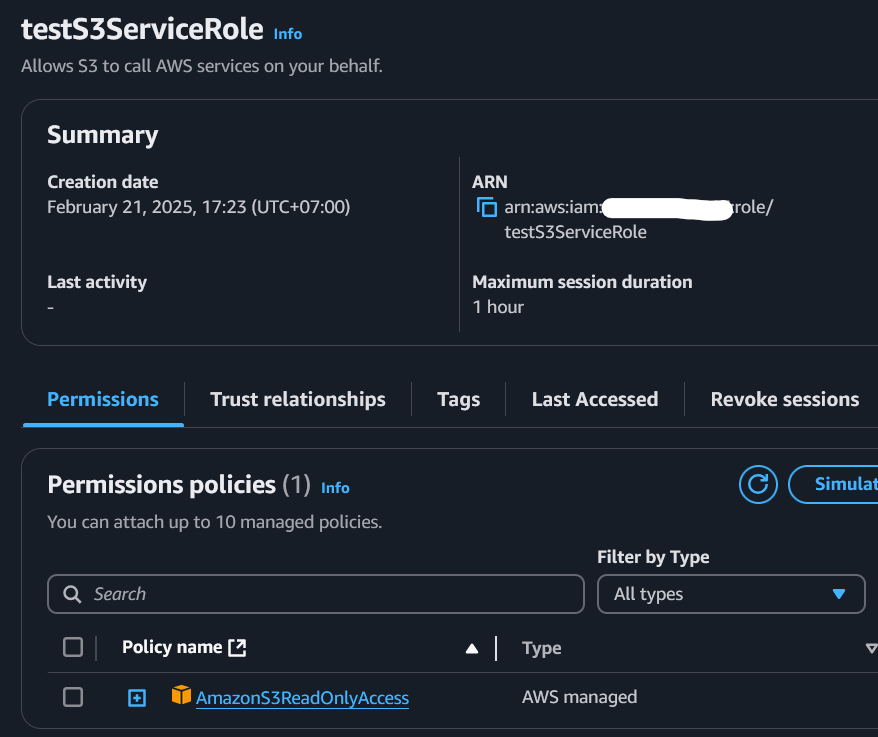 testS3ServiceRole Info
Allows S3 to call AWS services on your behalf.
Summary
Creation date
February 21, 2025, 17:23 (UTC+07:00)
ARN
arn:aws:iam: :role/
testS3ServiceRole
Last activity
-
Maximum session duration
1 hour
Permissions
Trust relationships
Tags
Last Accessed
Revoke sessions
Permissions policies (1) Info
You can attach up to 10 managed policies.
Simulat
Filter by Type
Search
All types
Policy name
Type
AmazonS3ReadOnlyAccess
AWS managed